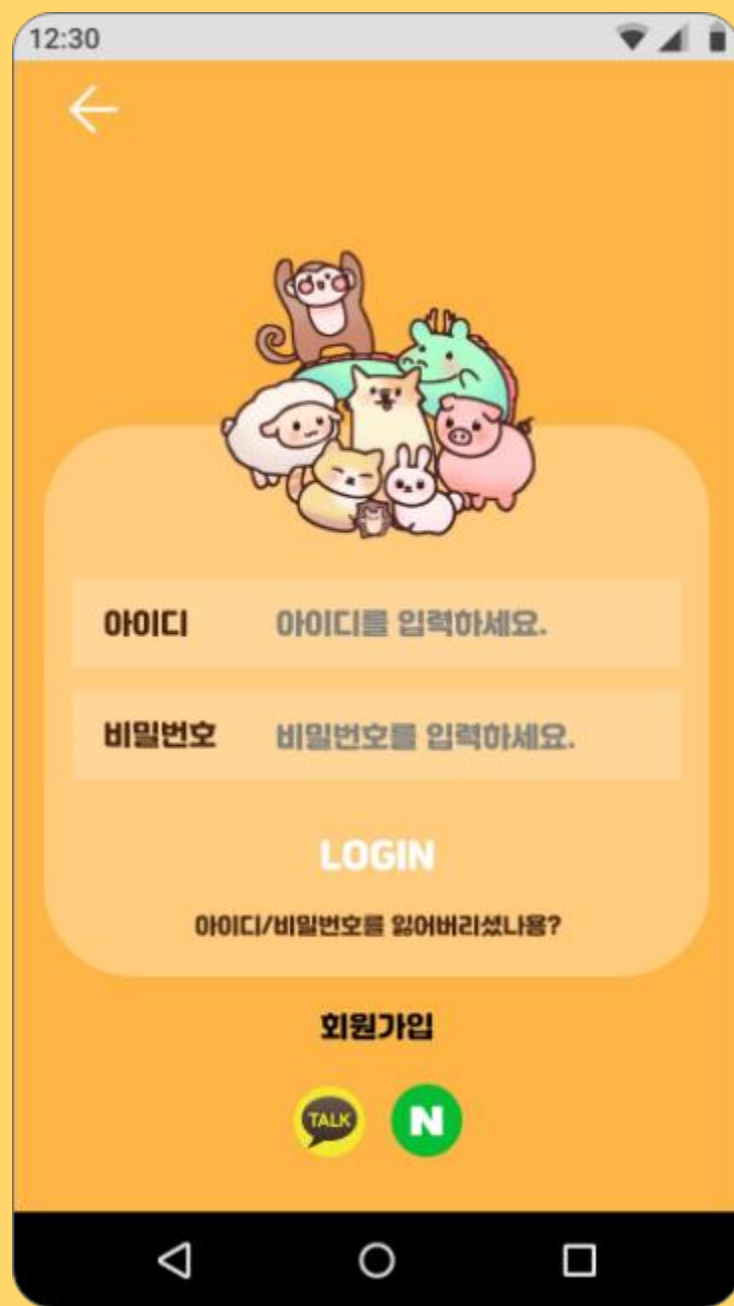 12:30
아이디 아이디를 입력하세요.
비밀번호 비밀번호를 입력하세요.
LOGIN
아이디/비밀번호를 잃어버리셨나용?
회원가입
TALK N